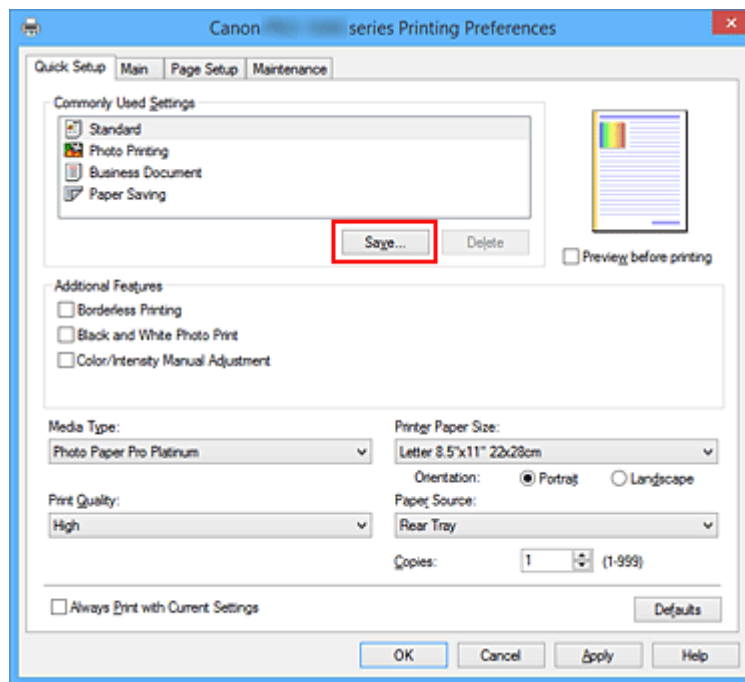 Canon series Printing Preferences
Quick Setup Main Page Setup Maintenance
Commonly Used Settings
Standard
Photo Printing
Business Document
Paper Saving
Save... Delete
Preview before printing
Additional Features
Borderless Printing
Black and White Photo Print
Color/Intensity Manual Adjustment
Media Type: Printer Paper Size:
Photo Paper Pro Platinum Letter 8.5"x11" 22x28cm
Orientation: Portrait Landscape
Print Quality: Paper Source:
High Rear Tray
Copies: 1 (1-999)
Always Print with Current Settings Defaults
OK Cancel Apply Help